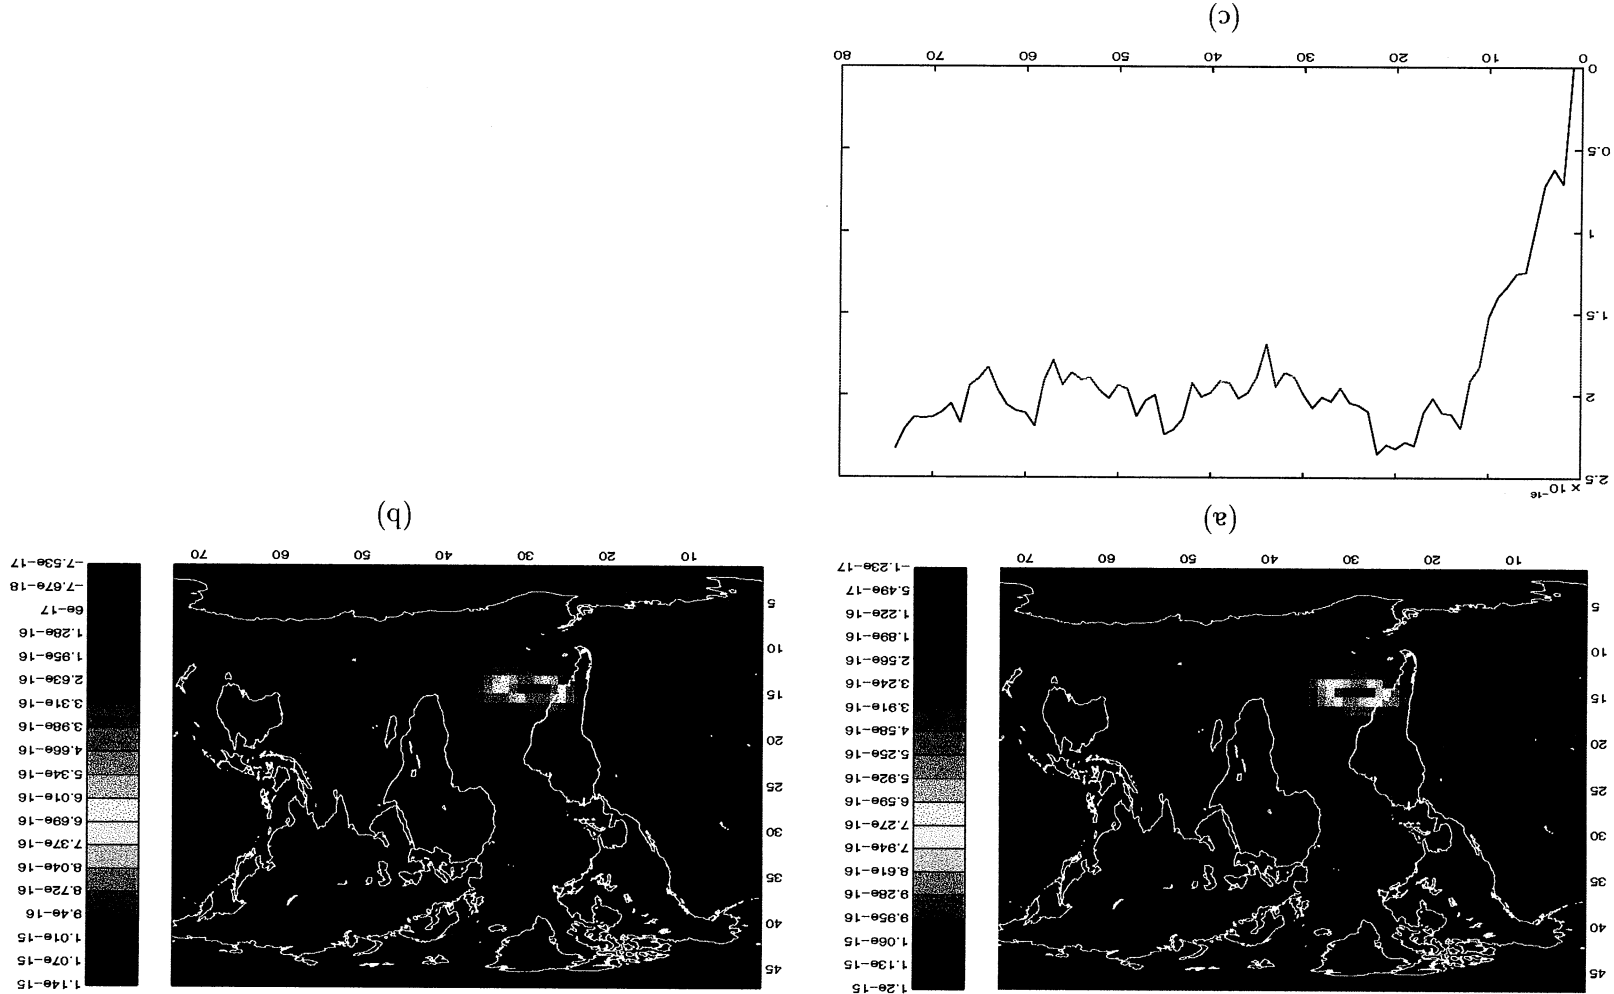 45
40
35
30
25
20
15
10
5
10 20 30 40 50 60 70
1.2e-15
1.13e-15
1.06e-15
9.95e-16
9.28e-16
8.61e-16
7.94e-16
7.27e-16
6.59e-16
5.92e-16
5.25e-16
4.58e-16
3.91e-16
3.24e-16
2.56e-16
1.89e-16
1.22e-16
5.49e-17
-1.23e-17
(a)
45
40
35
30
25
20
15
10
5
10 20 30 40 50 60 70
1.14e-15
1.07e-15
1.01e-15
9.4e-16
8.72e-16
8.04e-16
7.37e-16
6.69e-16
6.01e-16
5.34e-16
4.66e-16
3.98e-16
3.31e-16
2.63e-16
1.95e-16
1.28e-16
6e-17
-7.67e-18
-7.53e-17
(b)
x 10⁻¹⁶
2.5
2
1.5
1
0.5
0
0 10 20 30 40 50 60 70 80
(c)